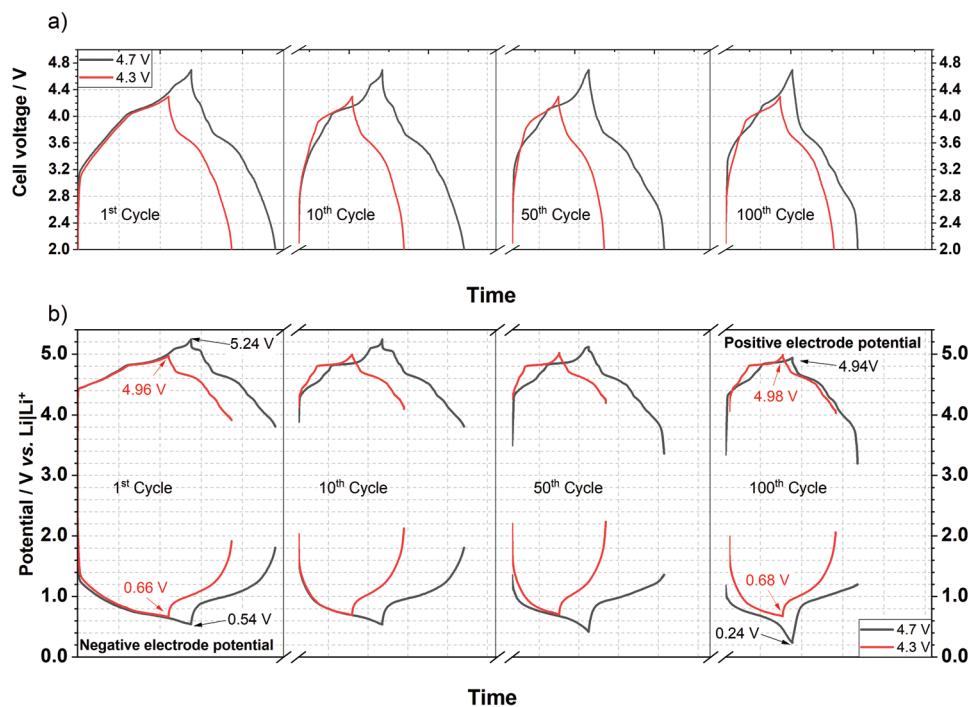 a)
Cell voltage / V
4.8
4.4
4.0
3.6
3.2
2.8
2.4
2.0
4.7 V
4.3 V
1st Cycle
10th Cycle
50th Cycle
100th Cycle
4.8
4.4
4.0
3.6
3.2
2.8
2.4
2.0
Time
b)
Potential / V vs. Li|Li+
5.0
4.0
3.0
2.0
1.0
0.0
5.24 V
4.96 V
Positive electrode potential
4.94V
4.98 V
1st Cycle
10th Cycle
50th Cycle
100th Cycle
0.66 V
0.54 V
0.68 V
0.24 V
Negative electrode potential
4.7 V
4.3 V
5.0
4.0
3.0
2.0
1.0
0.0
Time